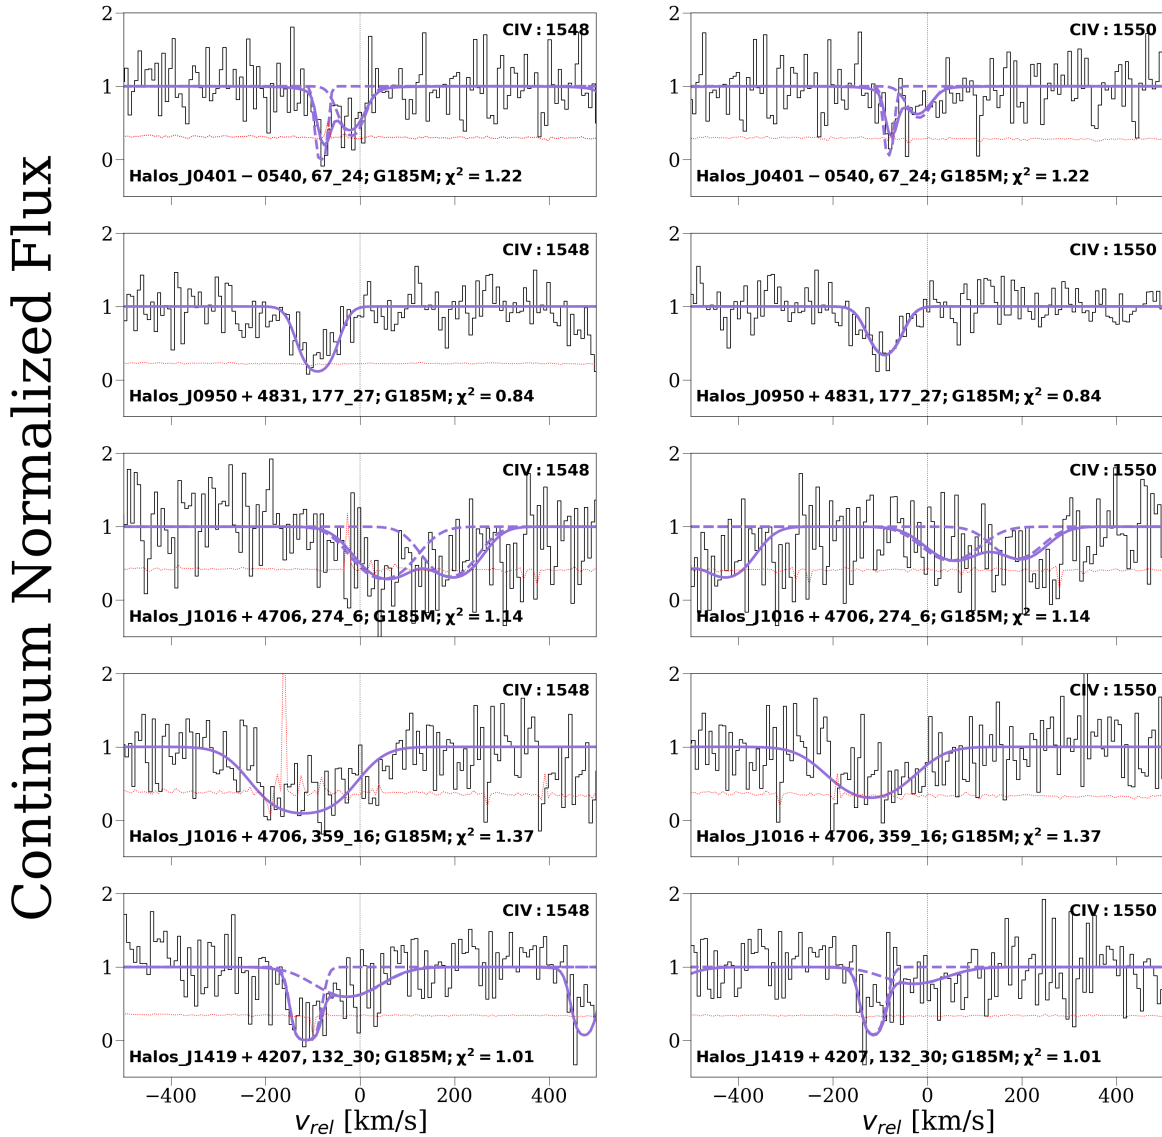 Continuum Normalized Flux
2
1
0
CIV : 1548
Halos_J0401 − 0540, 67_24; G185M; χ² = 1.22
2
1
0
CIV : 1550
Halos_J0401 − 0540, 67_24; G185M; χ² = 1.22
2
1
0
CIV : 1548
Halos_J0950 + 4831, 177_27; G185M; χ² = 0.84
2
1
0
CIV : 1550
Halos_J0950 + 4831, 177_27; G185M; χ² = 0.84
2
1
0
CIV : 1548
Halos_J1016 + 4706, 274_6; G185M; χ² = 1.14
2
1
0
CIV : 1550
Halos_J1016 + 4706, 274_6; G185M; χ² = 1.14
2
1
0
CIV : 1548
Halos_J1016 + 4706, 359_16; G185M; χ² = 1.37
2
1
0
CIV : 1550
Halos_J1016 + 4706, 359_16; G185M; χ² = 1.37
2
1
0
CIV : 1548
Halos_J1419 + 4207, 132_30; G185M; χ² = 1.01
2
1
0
CIV : 1550
Halos_J1419 + 4207, 132_30; G185M; χ² = 1.01
−400 −200 0 200 400
−400 −200 0 200 400
v_rel [km/s]
v_rel [km/s]